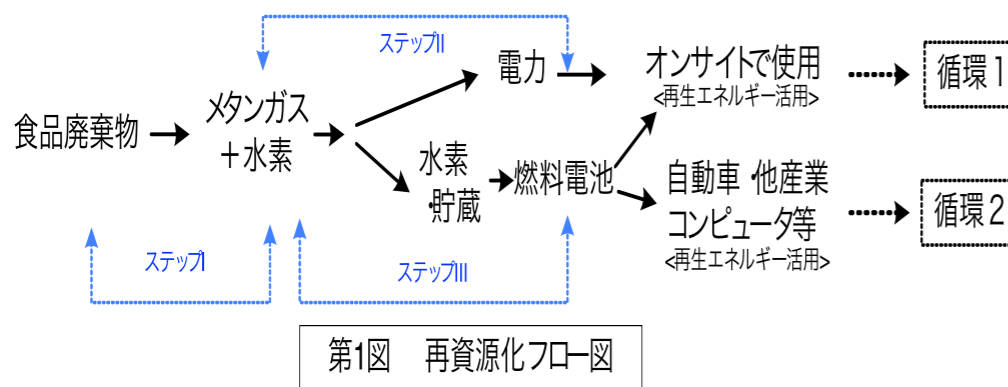 ステップII
電力
オンサイトで使用
<再生エネルギー活用>
循環1
食品廃棄物
メタンガス
+水素
水素
・貯蔵
燃料電池
自動車・他産業
コンピュータ等
<再生エネルギー活用>
循環2
ステップI
ステップIII
第1図 再資源化フロー図